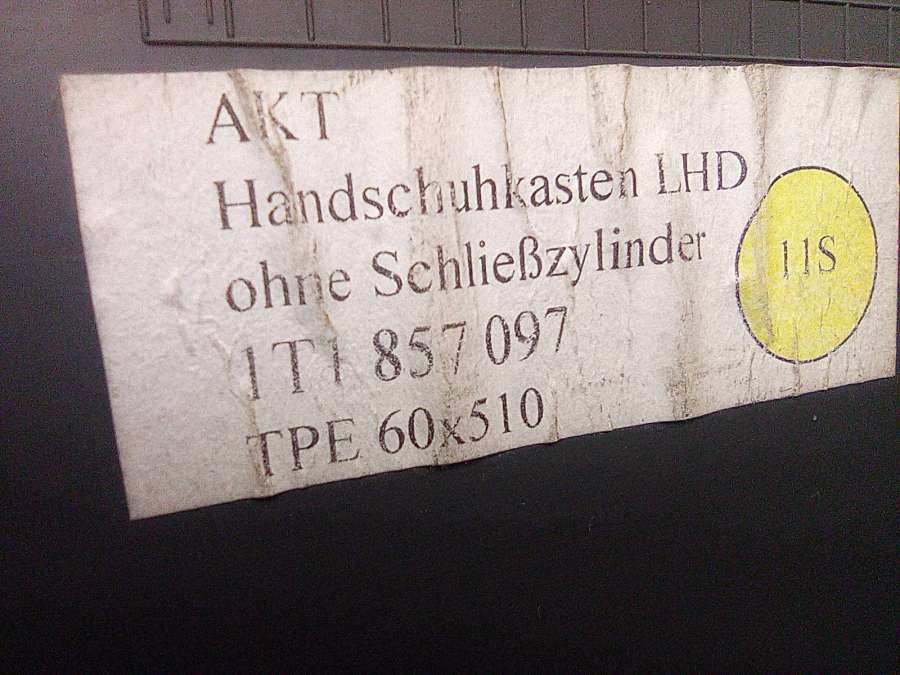 AKT
Handschuhkasten LHD
ohne Schließzylinder
11S
1T1 857 097
TPE 60x510